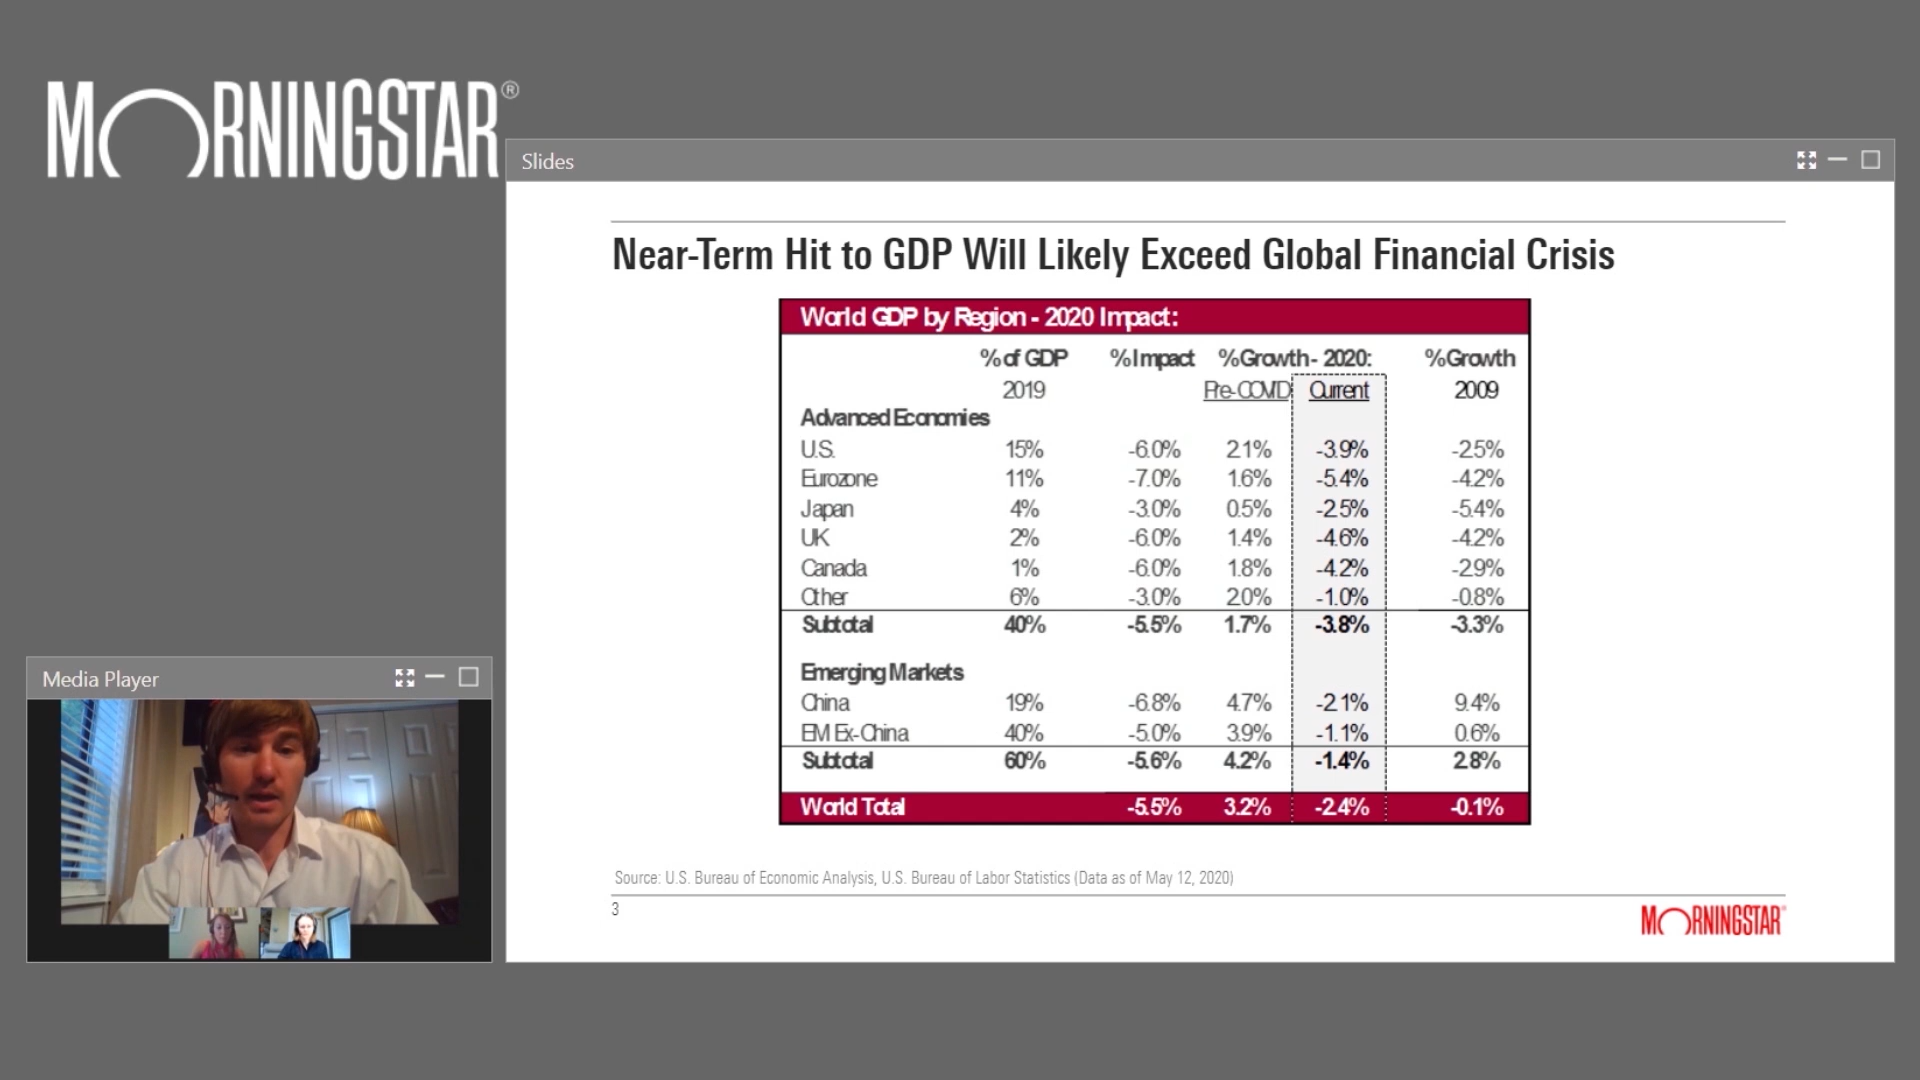 MORNINGSTAR®
Slides
Near-Term Hit to GDP Will Likely Exceed Global Financial Crisis
World GDP by Region - 2020 Impact:
% of GDP % Impact % Growth - 2020: % Growth
2019 Pre-COVID Current 2009
Advanced Economies
U.S. 15% -6.0% 2.1% -3.9% -2.5%
Eurozone 11% -7.0% 1.6% -5.4% -4.2%
Japan 4% -3.0% 0.5% -2.5% -5.4%
UK 2% -6.0% 1.4% -4.6% -4.2%
Canada 1% -6.0% 1.8% -4.2% -2.9%
Other 6% -3.0% 2.0% -1.0% -0.8%
Subtotal 40% -5.5% 1.7% -3.8% -3.3%
Emerging Markets
China 19% -6.8% 4.7% -2.1% 9.4%
EM Ex-China 40% -5.0% 3.9% -1.1% 0.6%
Subtotal 60% -5.6% 4.2% -1.4% 2.8%
World Total -5.5% 3.2% -2.4% -0.1%
Source: U.S. Bureau of Economic Analysis, U.S. Bureau of Labor Statistics (Data as of May 12, 2020)
3
MORNINGSTAR®
Media Player